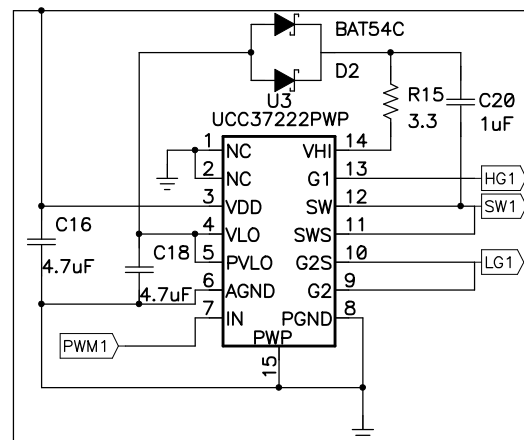 BAT54C
D2
U3
UCC37222PWP
R15
3.3
C20
1uF
1 NC VHI 14
2 NC G1 13
3 VDD SW 12
4 VLO SWS 11
5 PVLO G2S 10
6 AGND G2 9
7 IN PGND 8
PWP
15
C16
4.7uF
C18
4.7uF
HG1
SW1
LG1
PWM1